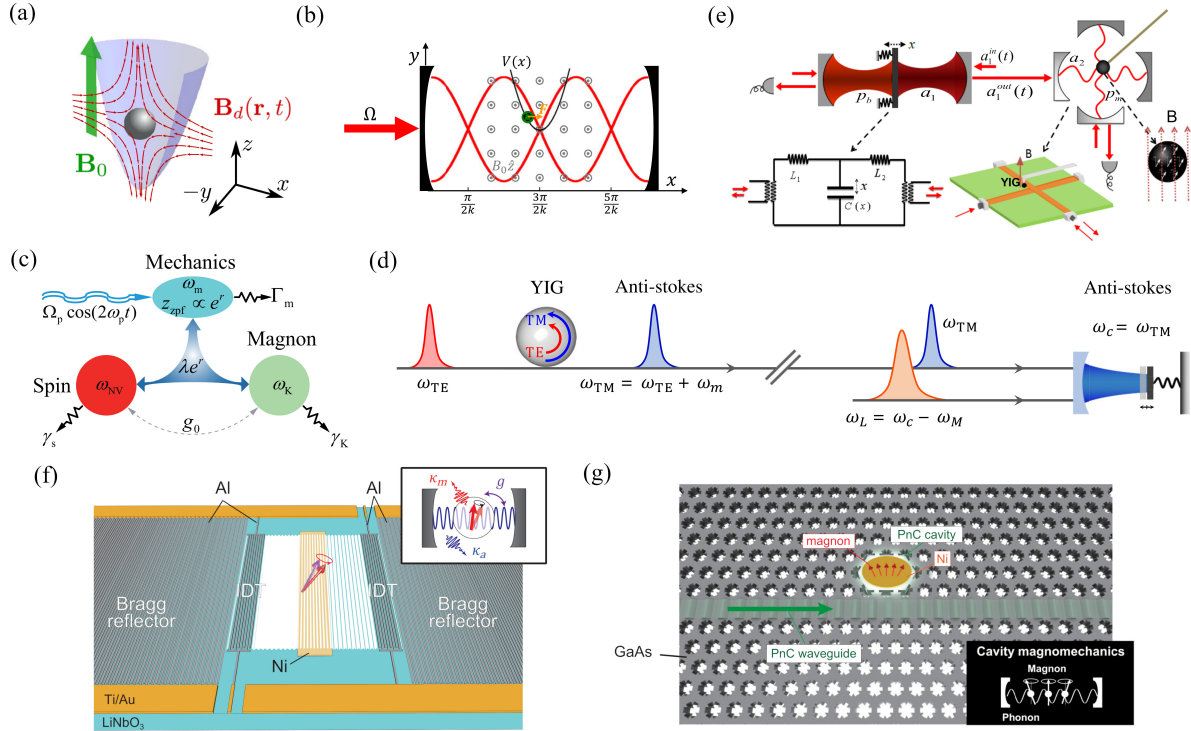 (a)
B₀
B_d(r, t)
z
−y
x
(b)
y
V(x)
F
Ω
B₀ẑ
x
π/2k
3π/2k
5π/2k
(c)
Mechanics
ω_m
z_zpf ∝ e^r
Γ_m
Ω_p cos(2ω_p t)
Magnon
λe^r
Spin
ω_NV
ω_K
g₀
γ_s
γ_K
(d)
YIG
TM
TE
Anti-stokes
Anti-stokes
ω_TM
ω_c = ω_TM
ω_TE
ω_TM = ω_TE + ω_m
ω_L = ω_c − ω_M
(e)
x
a₁^in(t)
a₁^out(t)
p_b
a₁
a₂
p_m
B
L₁
L₂
x
C(x)
B
YIG
(f)
Al
Al
κ_m
g
κ_a
IDT
IDT
Bragg
reflector
Bragg
reflector
Ni
Ti/Au
LiNbO₃
(g)
magnon
PnC cavity
Ni
PnC waveguide
GaAs
Cavity magnomechanics
Magnon
Phonon